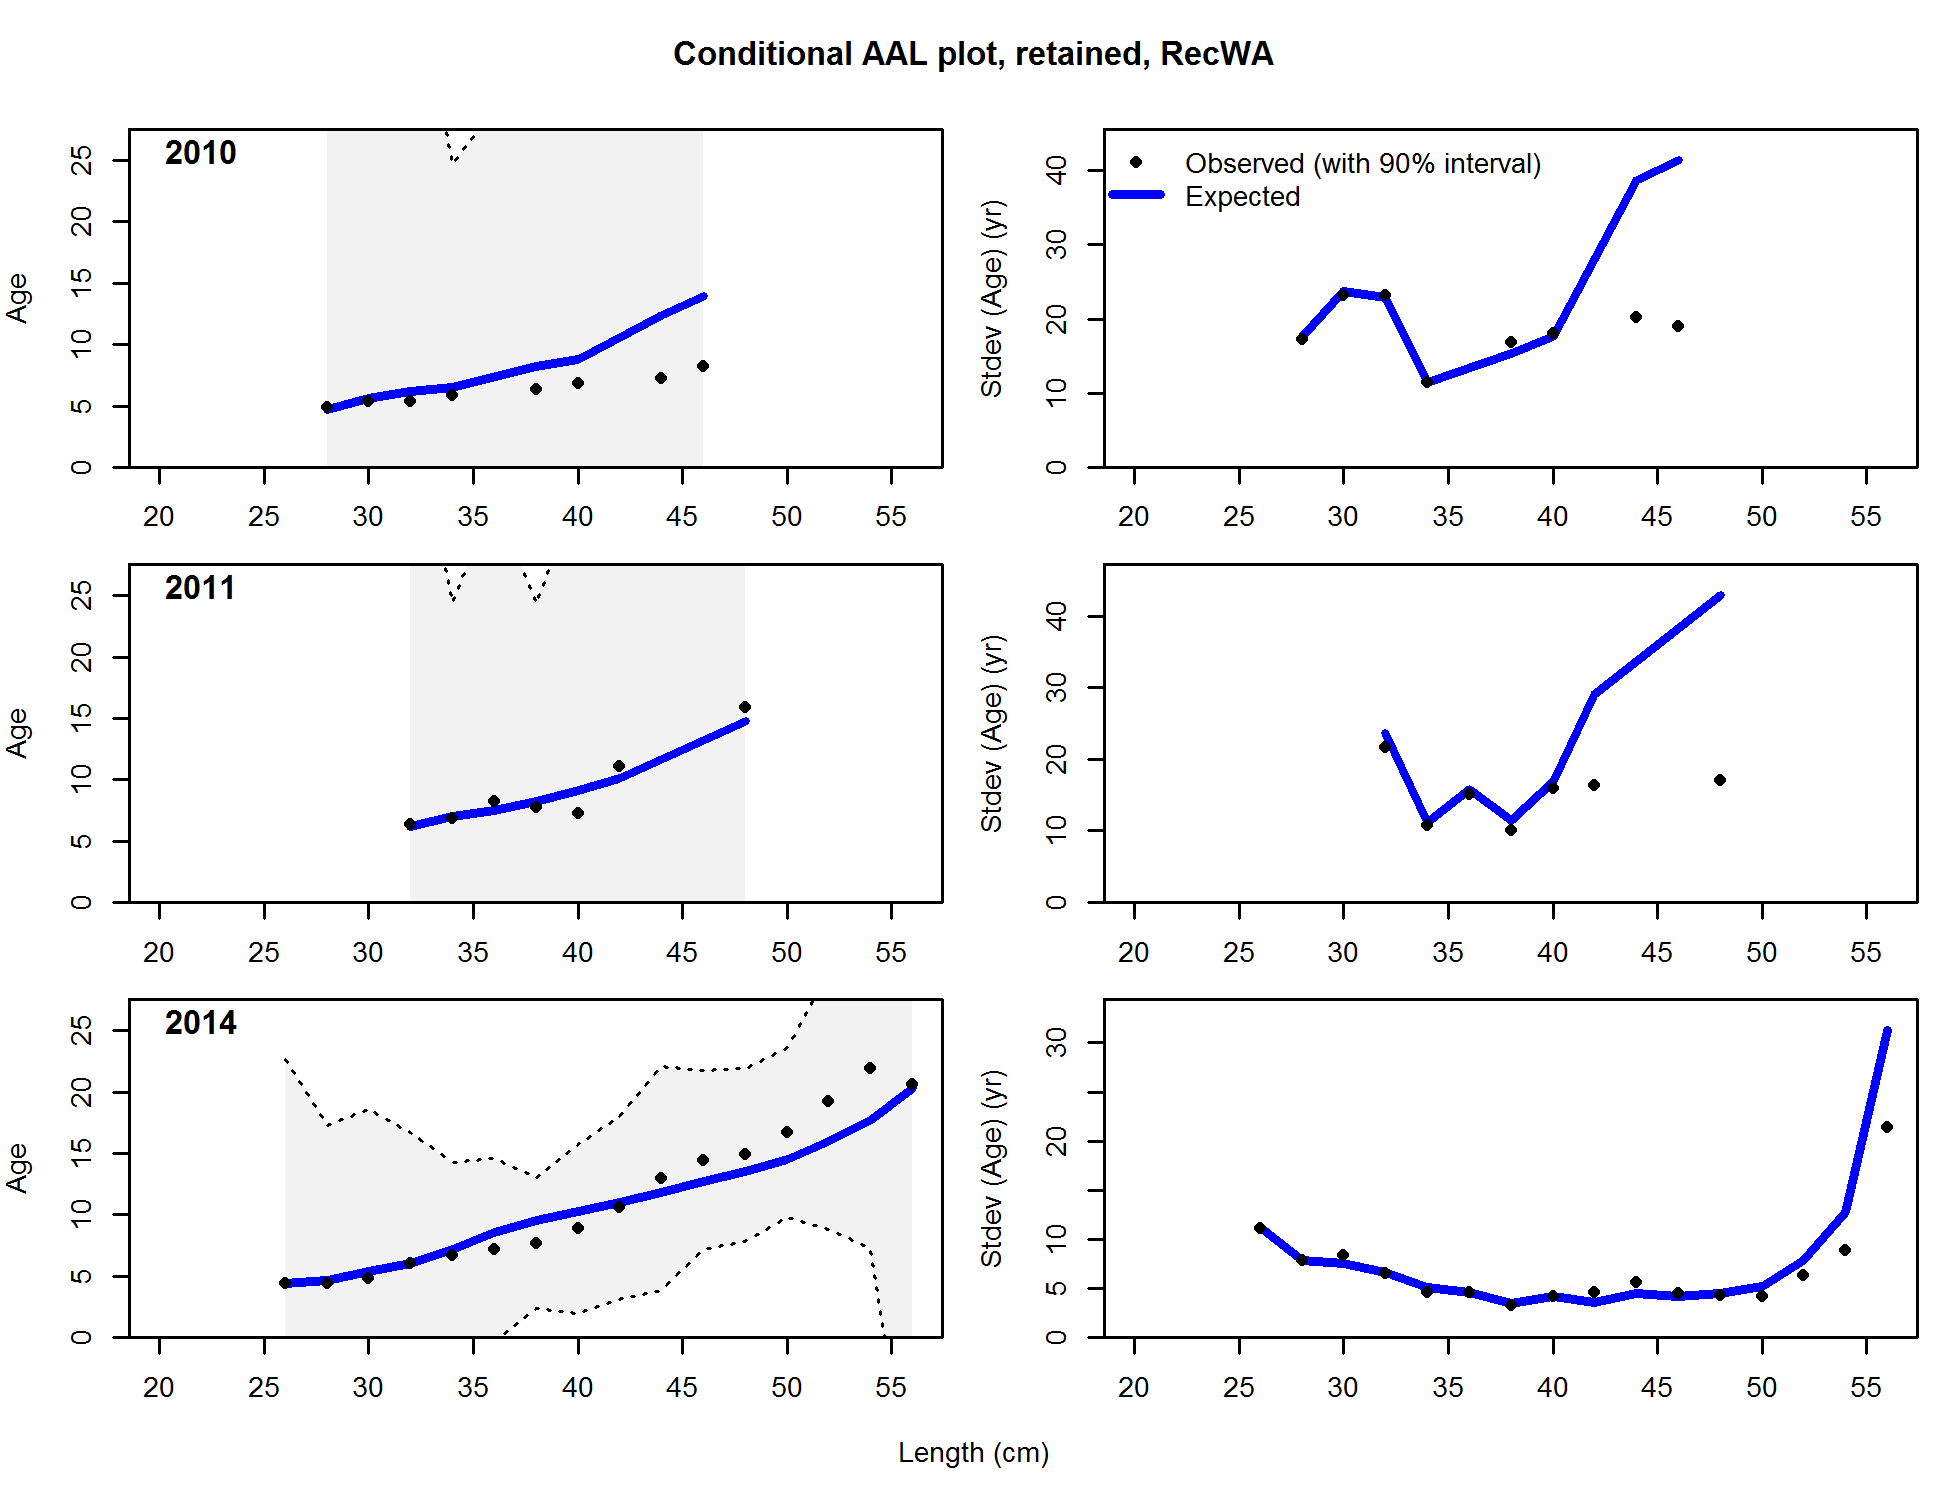 Conditional AAL plot, retained, RecWA
2010
Age
0 5 10 15 20 25
20 25 30 35 40 45 50 55
Observed (with 90% interval)
Expected
Stdev (Age) (yr)
0 10 20 30 40
20 25 30 35 40 45 50 55
2011
Age
0 5 10 15 20 25
20 25 30 35 40 45 50 55
Stdev (Age) (yr)
0 10 20 30 40
20 25 30 35 40 45 50 55
2014
Age
0 5 10 15 20 25
20 25 30 35 40 45 50 55
Stdev (Age) (yr)
0 5 10 20 30
20 25 30 35 40 45 50 55
Length (cm)